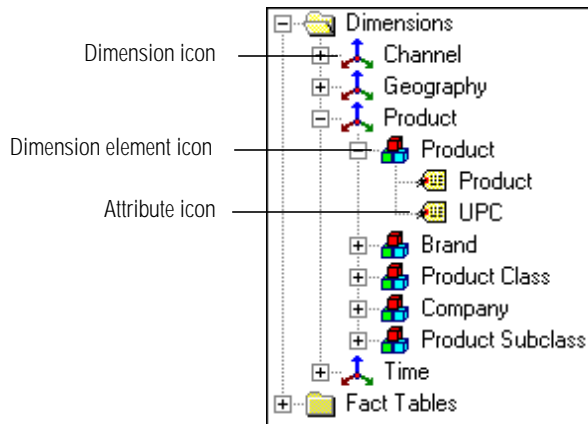 Dimensions
Dimension icon
Channel
Geography
Product
Dimension element icon
Product
Product
Attribute icon
UPC
Brand
Product Class
Company
Product Subclass
Time
Fact Tables